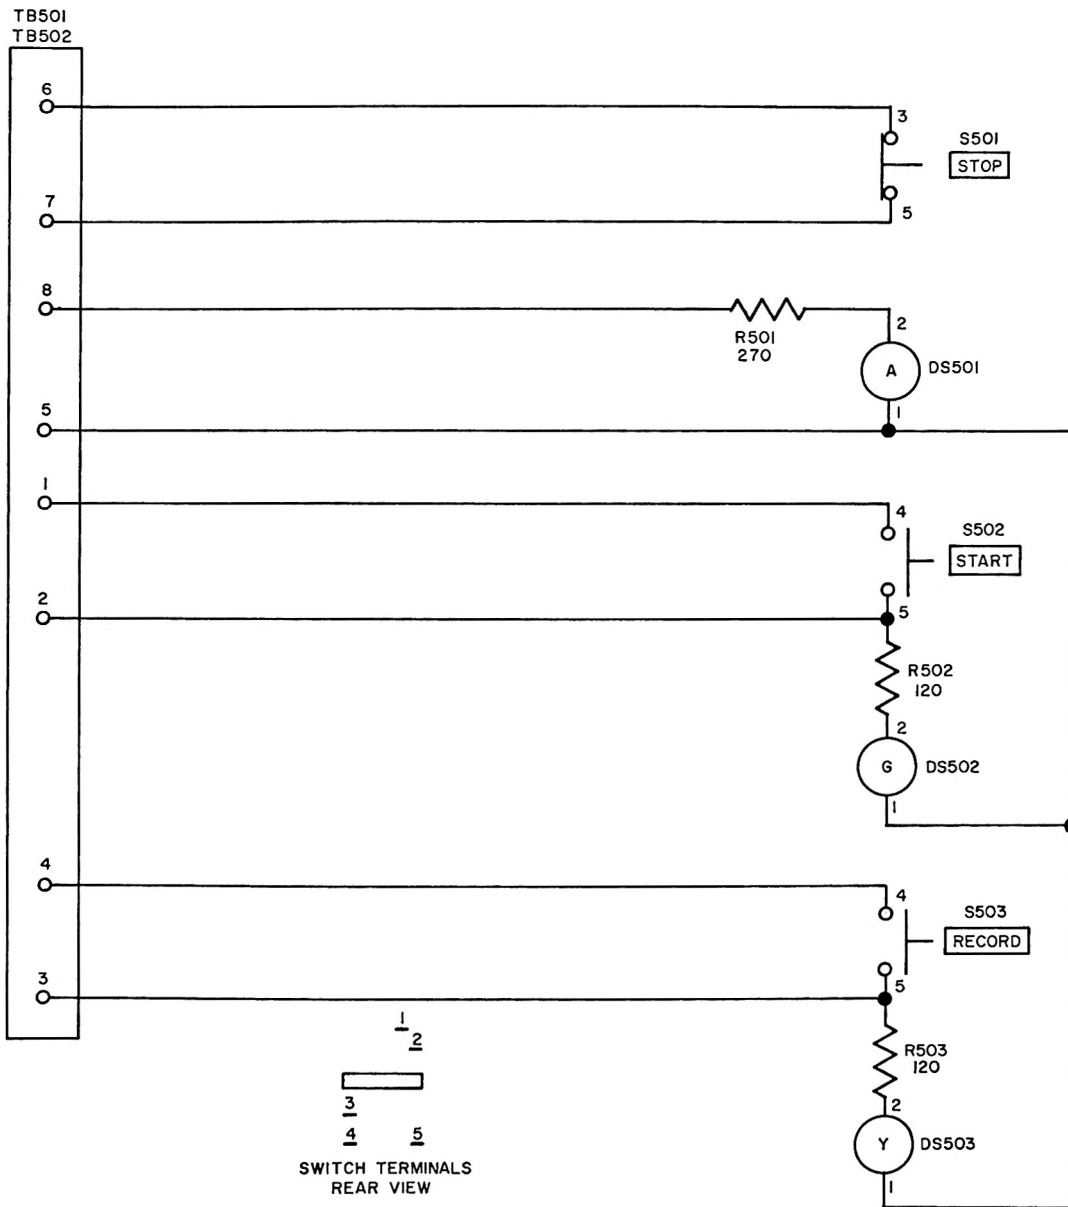 TB501
TB502
6
3
S501
STOP
7
5
8
R501
270
2
A
DS501
5
1
1
4
S502
START
2
5
R502
120
2
G
DS502
1
4
4
S503
RECORD
3
5
1
2
R503
120
3
2
4
5
Y
DS503
SWITCH TERMINALS
REAR VIEW
1